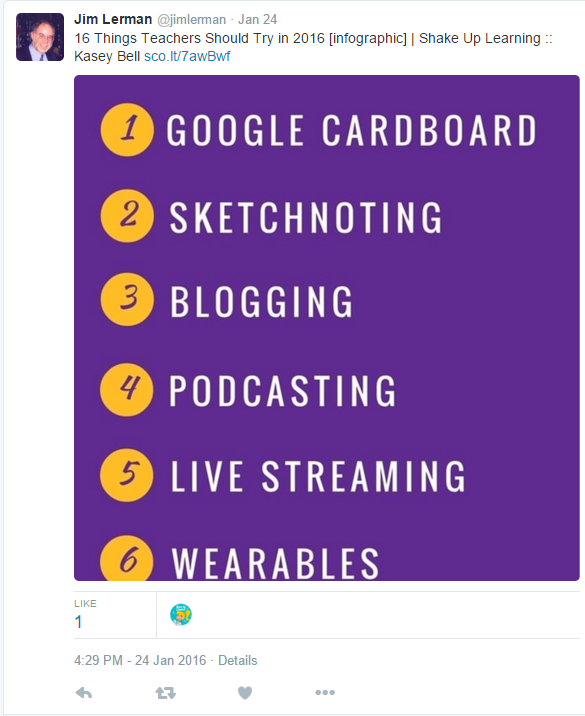 Jim Lerman @jimlerman · Jan 24
16 Things Teachers Should Try in 2016 [infographic] | Shake Up Learning ::
Kasey Bell sco.lt/7awBwf
1 GOOGLE CARDBOARD
2 SKETCHNOTING
3 BLOGGING
4 PODCASTING
5 LIVE STREAMING
6 WEARABLES
LIKE
1
4:29 PM - 24 Jan 2016 · Details